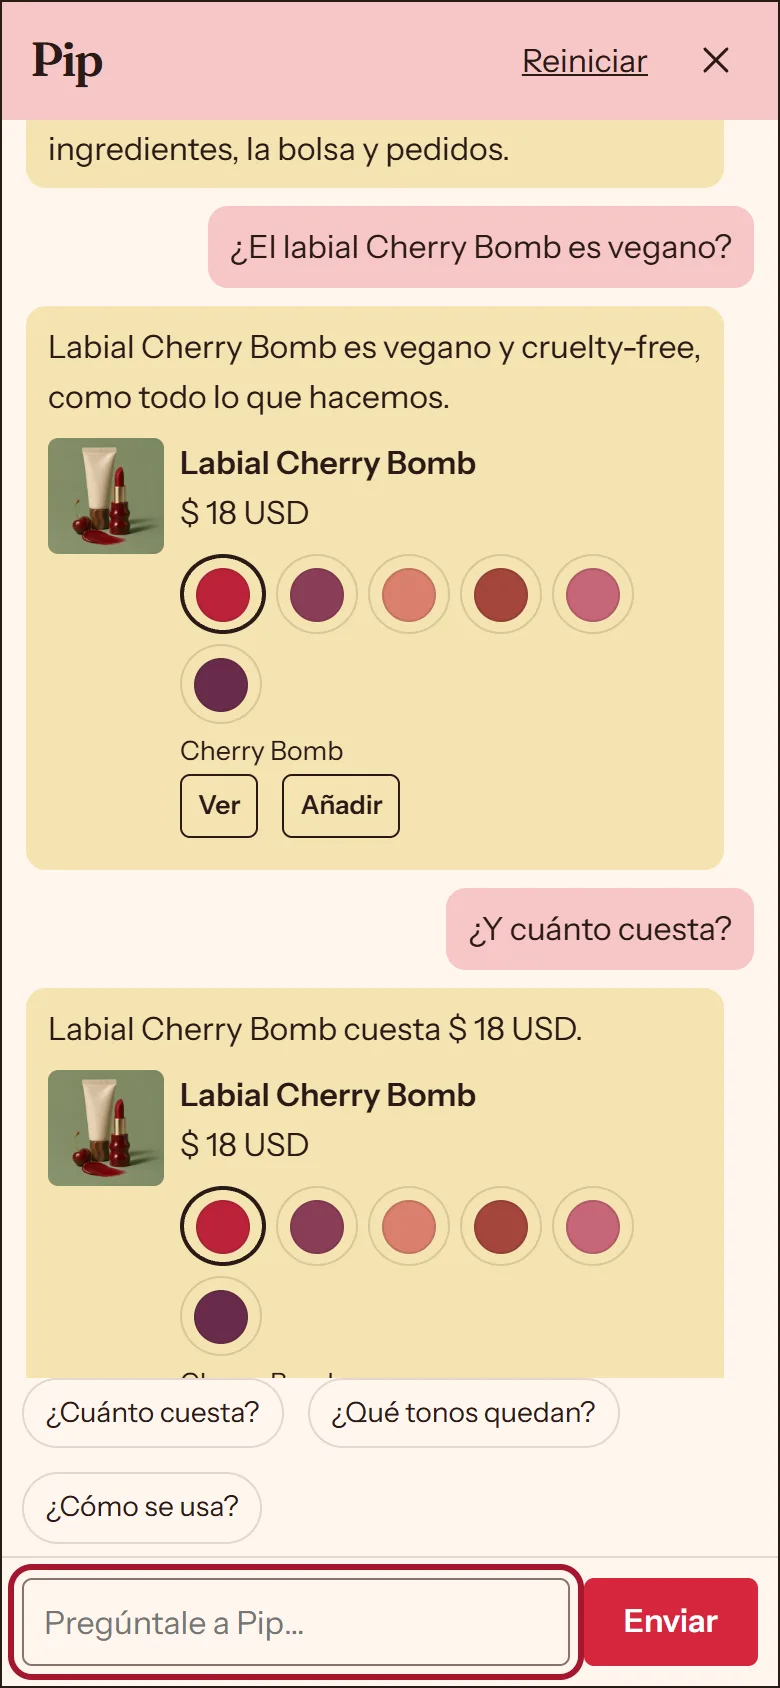 Pip
Reiniciar
ingredientes, la bolsa y pedidos.
¿El labial Cherry Bomb es vegano?
Labial Cherry Bomb es vegano y cruelty-free,
como todo lo que hacemos.
Labial Cherry Bomb
$ 18 USD
Cherry Bomb
Ver
Añadir
¿Y cuánto cuesta?
Labial Cherry Bomb cuesta $ 18 USD.
Labial Cherry Bomb
$ 18 USD
¿Cuánto cuesta?
¿Qué tonos quedan?
¿Cómo se usa?
Pregúntale a Pip...
Enviar